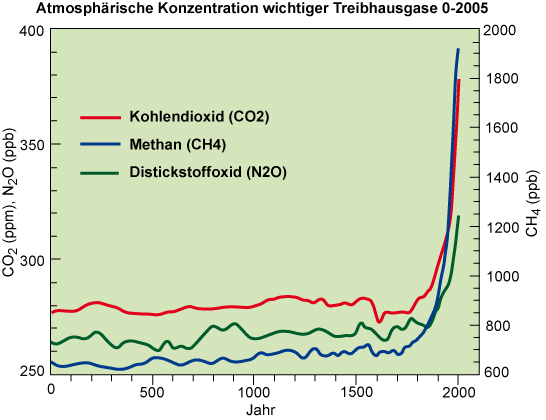 Atmosphärische Konzentration wichtiger Treibhausgase 0-2005
400
350
300
250
CO2 (ppm), N2O (ppb)
Kohlendioxid (CO2)
Methan (CH4)
Distickstoffoxid (N2O)
2000
1800
1600
1400
1200
1000
800
600
CH4 (ppb)
0 500 1000 1500 2000
Jahr